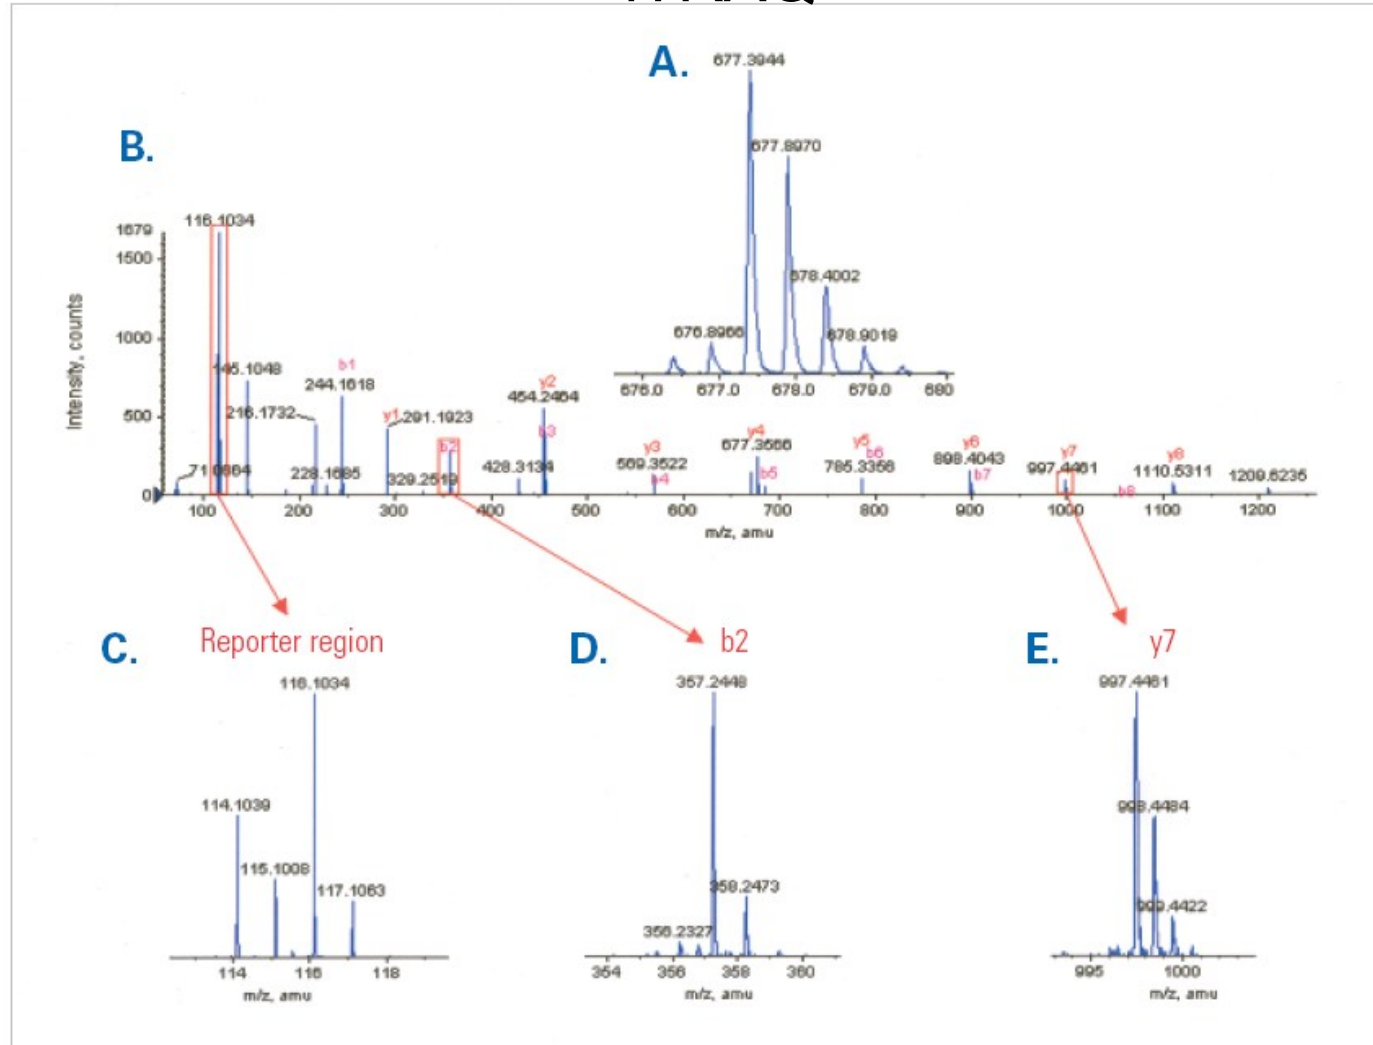 A.
677.3944
677.8970
678.4002
676.8966
678.9019
676.0 677.0 678.0 679.0 680
B.
116.1034
1679
1500
1000
500
0
Intensity, counts
145.1048
b1
244.1618
216.1732
y1
291.1923
y2
454.2464
b3
b2
71.0864
228.1685
329.2519
428.3134
y3
569.3522
b4
y4
677.3566
b5
y5
b6
785.3356
y6
898.4043
b7
y7
997.4461
b8
y8
1110.5311
1209.6235
100 200 300 400 500 600 700 800 900 1000 1100 1200
m/z, amu
C.
Reporter region
116.1034
114.1039
115.1008
117.1063
114 116 118
m/z, amu
D.
b2
357.2448
358.2473
356.2327
354 356 358 360
m/z, amu
E.
y7
997.4461
998.4484
999.4422
995 1000
m/z, amu